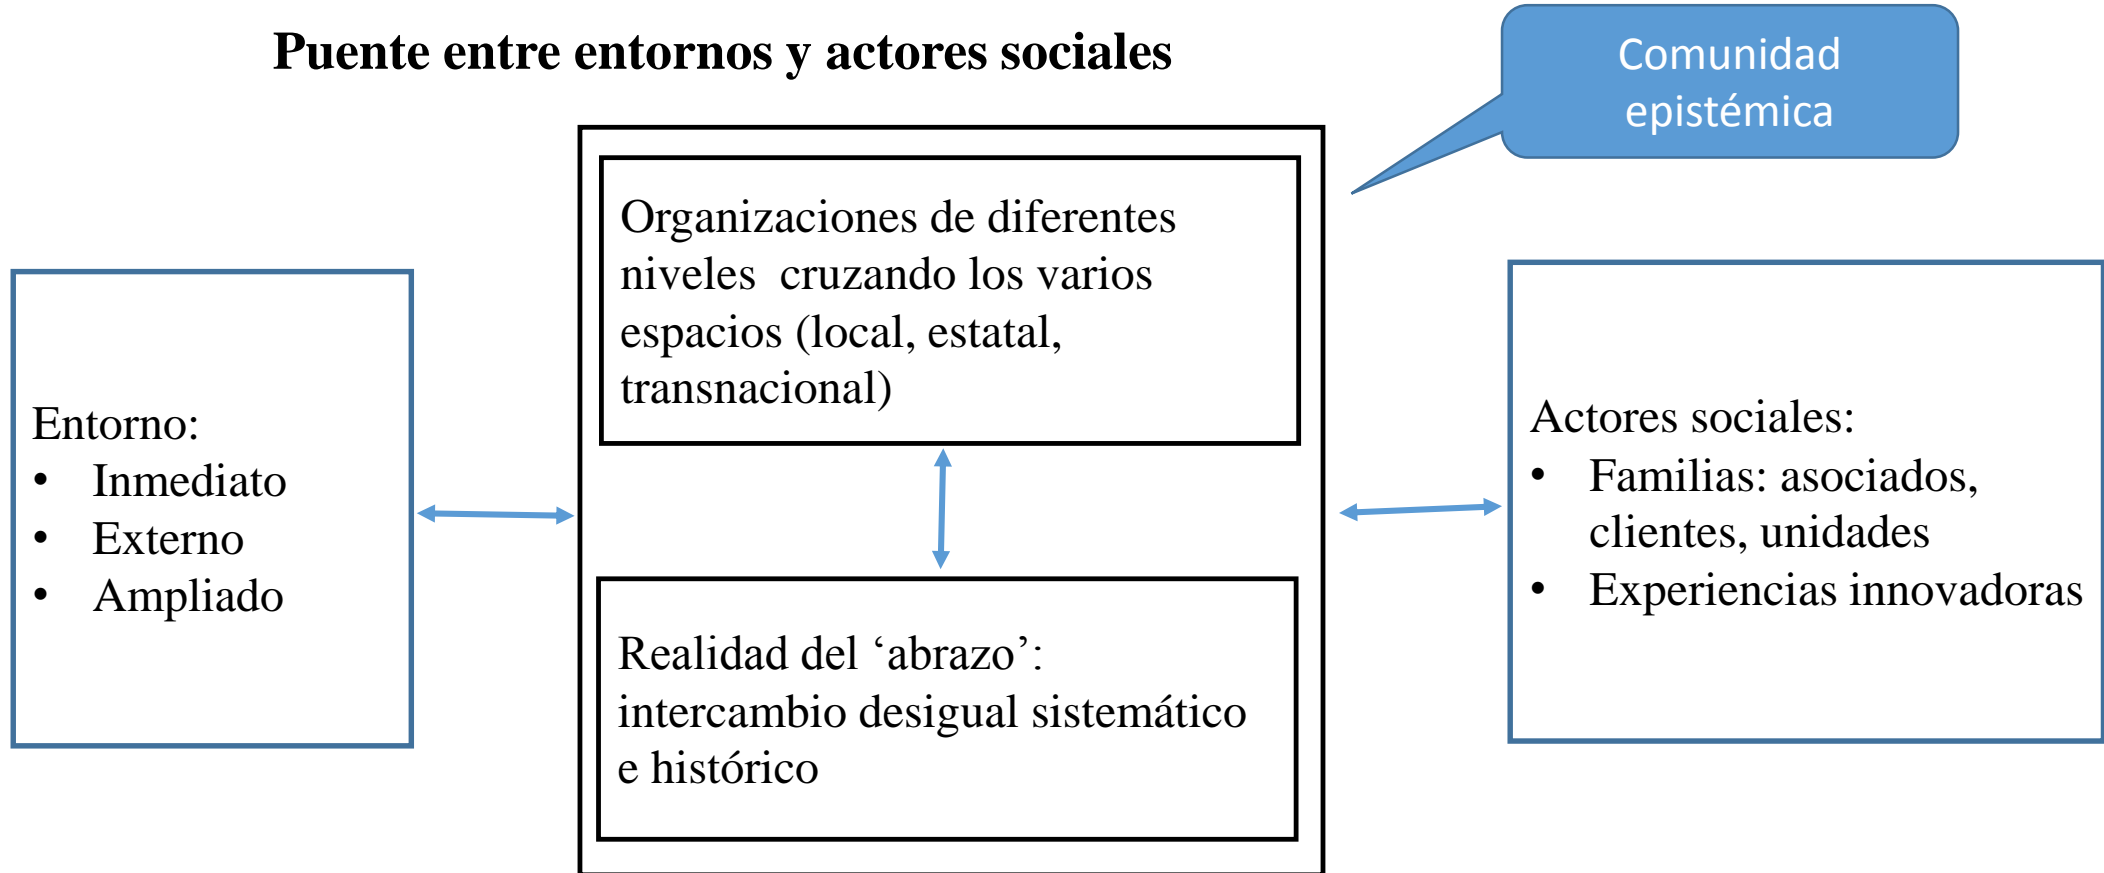 Puente entre entornos y actores sociales
Comunidad
epistémica
Organizaciones de diferentes
niveles  cruzando los varios
espacios (local, estatal,
transnacional)
Entorno:
• Inmediato
• Externo
• Ampliado
Realidad del ‘abrazo’:
intercambio desigual sistemático
e histórico
Actores sociales:
• Familias: asociados,
clientes, unidades
• Experiencias innovadoras